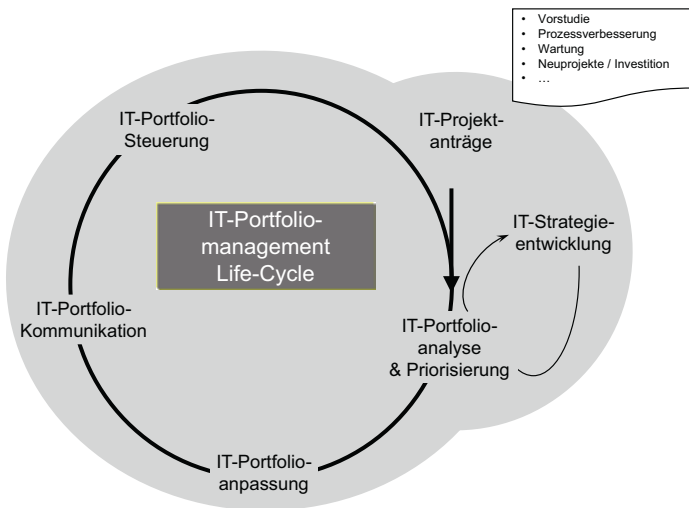 • Vorstudie
• Prozessverbesserung
• Wartung
• Neuprojekte / Investition
• ...
IT-Portfolio-
Steuerung
IT-Projekt-
anträge
IT-Portfolio-
management
Life-Cycle
IT-Strategie-
entwicklung
IT-Portfolio-
Kommunikation
IT-Portfolio-
analyse
& Priorisierung
IT-Portfolio-
anpassung